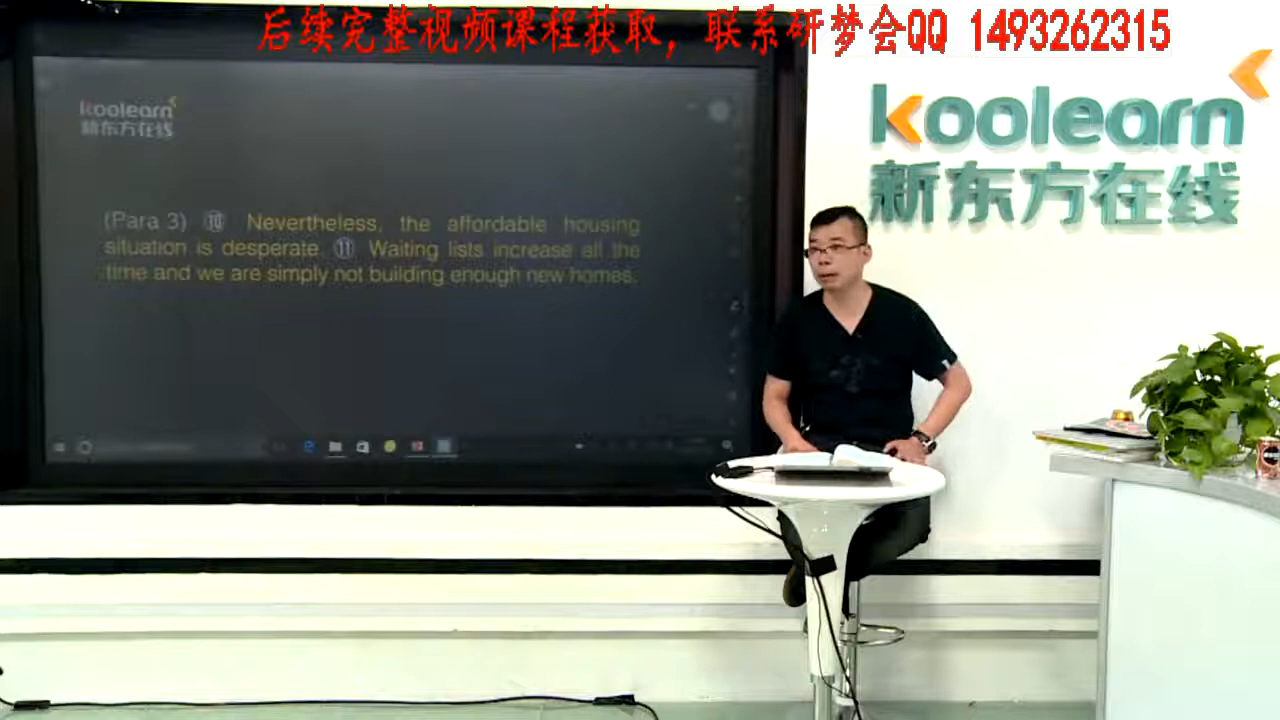 后续完整视频课程获取，联系研梦会QQ 1493262315
koolearn
新东方在线
koolearn
新东方在线
(Para 3) ⑩ Nevertheless, the affordable housing
situation is desperate. ⑪ Waiting lists increase all the
time and we are simply not building enough new homes.